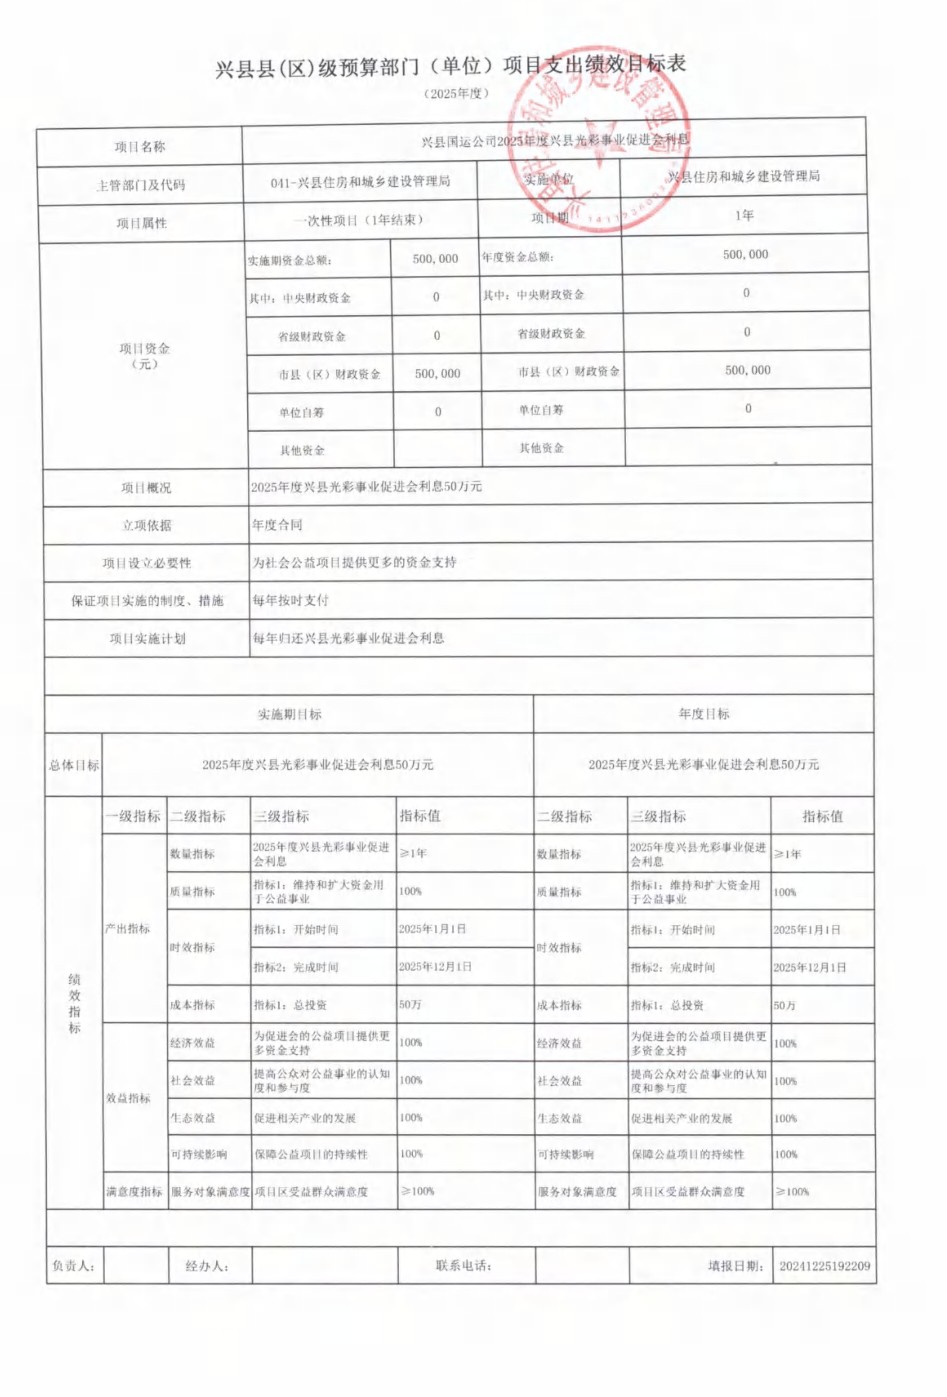 兴县县(区)级预算部门（单位）项目支出绩效目标表
（2025年度）
项目名称 兴县国运公司2025年度兴县光彩事业促进会利息
主管部门及代码 041-兴县住房和城乡建设管理局 实施单位 兴县住房和城乡建设管理局
项目属性 一次性项目（1年结束） 项目期 1年
项目资金
（元）
实施期资金总额: 500,000 年度资金总额: 500,000
其中: 中央财政资金 0 其中: 中央财政资金 0
省级财政资金 0 省级财政资金 0
市县（区）财政资金 500,000 市县（区）财政资金 500,000
单位自筹 0 单位自筹 0
其他资金 其他资金
项目概况 2025年度兴县光彩事业促进会利息50万元
立项依据 年度合同
项目设立必要性 为社会公益项目提供更多的资金支持
保证项目实施的制度、措施 每年按时支付
项目实施计划 每年归还兴县光彩事业促进会利息
实施期目标 年度目标
总体目标 2025年度兴县光彩事业促进会利息50万元 2025年度兴县光彩事业促进会利息50万元
绩效指标
一级指标 二级指标 三级指标 指标值 二级指标 三级指标 指标值
产出指标
数量指标 2025年度兴县光彩事业促进会利息 ≥1年 数量指标 2025年度兴县光彩事业促进会利息 ≥1年
质量指标 指标1: 维持和扩大资金用于公益事业 100% 质量指标 指标1: 维持和扩大资金用于公益事业 100%
时效指标 指标1: 开始时间 2025年1月1日 时效指标 指标1: 开始时间 2025年1月1日
指标2: 完成时间 2025年12月1日 指标2: 完成时间 2025年12月1日
成本指标 指标1: 总投资 50万 成本指标 指标1: 总投资 50万
效益指标
经济效益 为促进会的公益项目提供更多资金支持 100% 经济效益 为促进会的公益项目提供更多资金支持 100%
社会效益 提高公众对公益事业的认知度和参与度 100% 社会效益 提高公众对公益事业的认知度和参与度 100%
生态效益 促进相关产业的发展 100% 生态效益 促进相关产业的发展 100%
可持续影响 保障公益项目的持续性 100% 可持续影响 保障公益项目的持续性 100%
满意度指标 服务对象满意度 项目区受益群众满意度 ≥100% 服务对象满意度 项目区受益群众满意度 ≥100%
负责人: 经办人: 联系电话: 填报日期: 20241225192209
兴县住房和城乡建设管理局